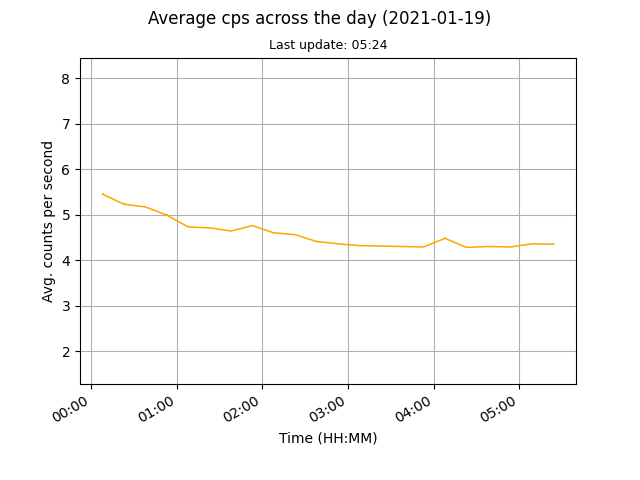 Average cps across the day (2021-01-19)
Last update: 05:24
8
7
6
5
4
3
2
Avg. counts per second
00:00 01:00 02:00 03:00 04:00 05:00
Time (HH:MM)